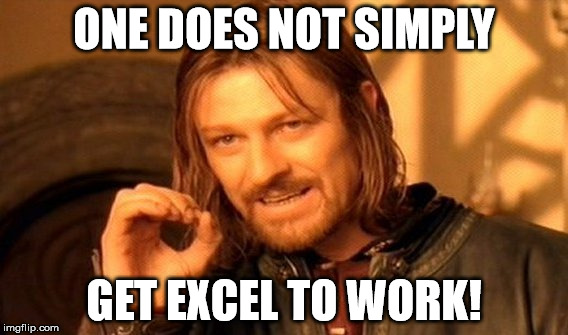 ONE DOES NOT SIMPLY
GET EXCEL TO WORK!
imgflip.com